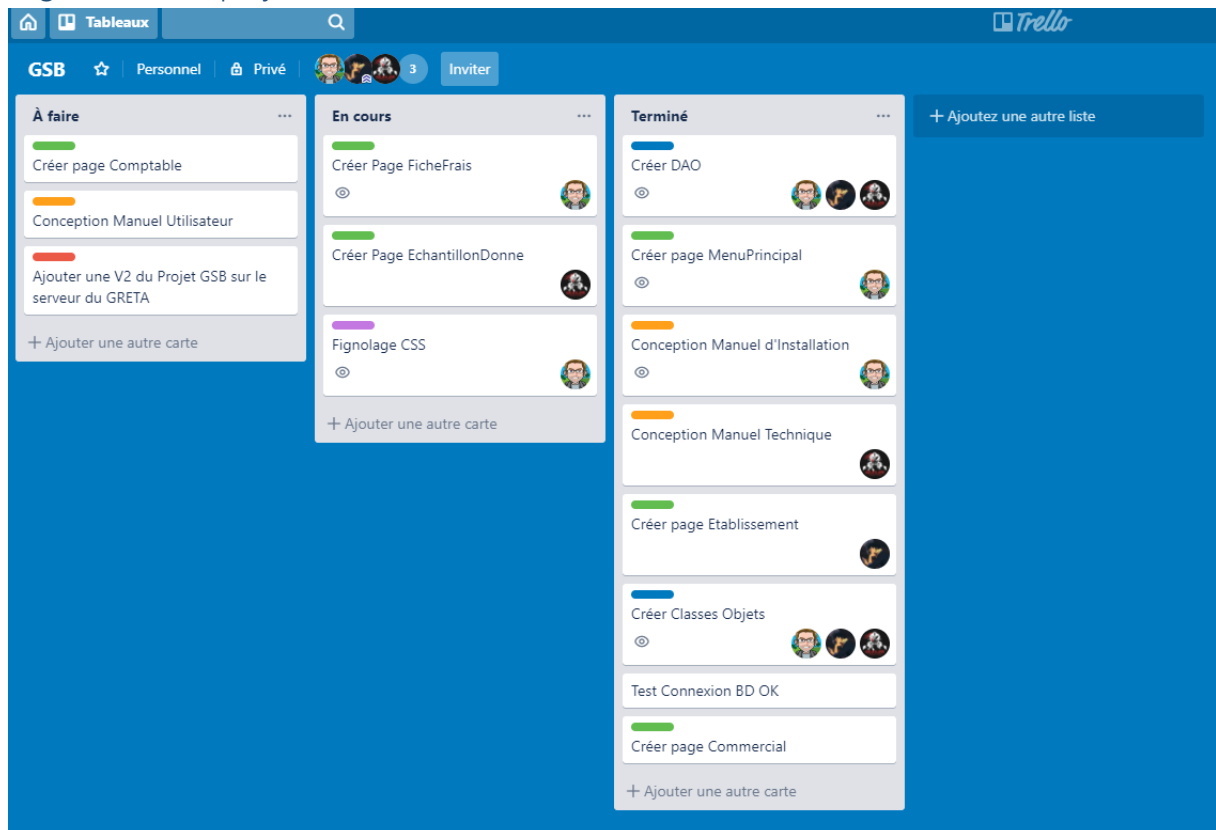 Tableaux
Trello
GSB
Personnel
Privé
3
Inviter
À faire
Créer page Comptable
Conception Manuel Utilisateur
Ajouter une V2 du Projet GSB sur le
serveur du GRETA
+ Ajouter une autre carte
En cours
Créer Page FicheFrais
Créer Page EchantillonDonne
Fignolage CSS
+ Ajouter une autre carte
Terminé
Créer DAO
Créer page MenuPrincipal
Conception Manuel d'Installation
Conception Manuel Technique
Créer page Etablissement
Créer Classes Objets
Test Connexion BD OK
Créer page Commercial
+ Ajouter une autre carte
+ Ajoutez une autre liste